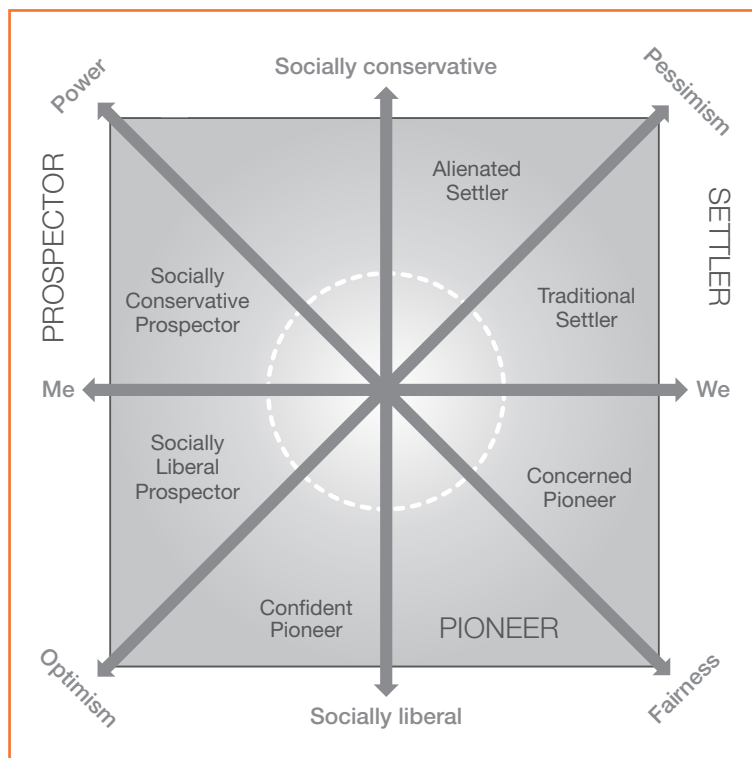 Socially conservative
Power
Pessimism
PROSPECTOR
SETTLER
Alienated
Settler
Socially
Conservative
Prospector
Traditional
Settler
Me
We
Socially
Liberal
Prospector
Concerned
Pioneer
Confident
Pioneer
PIONEER
Optimism
Fairness
Socially liberal